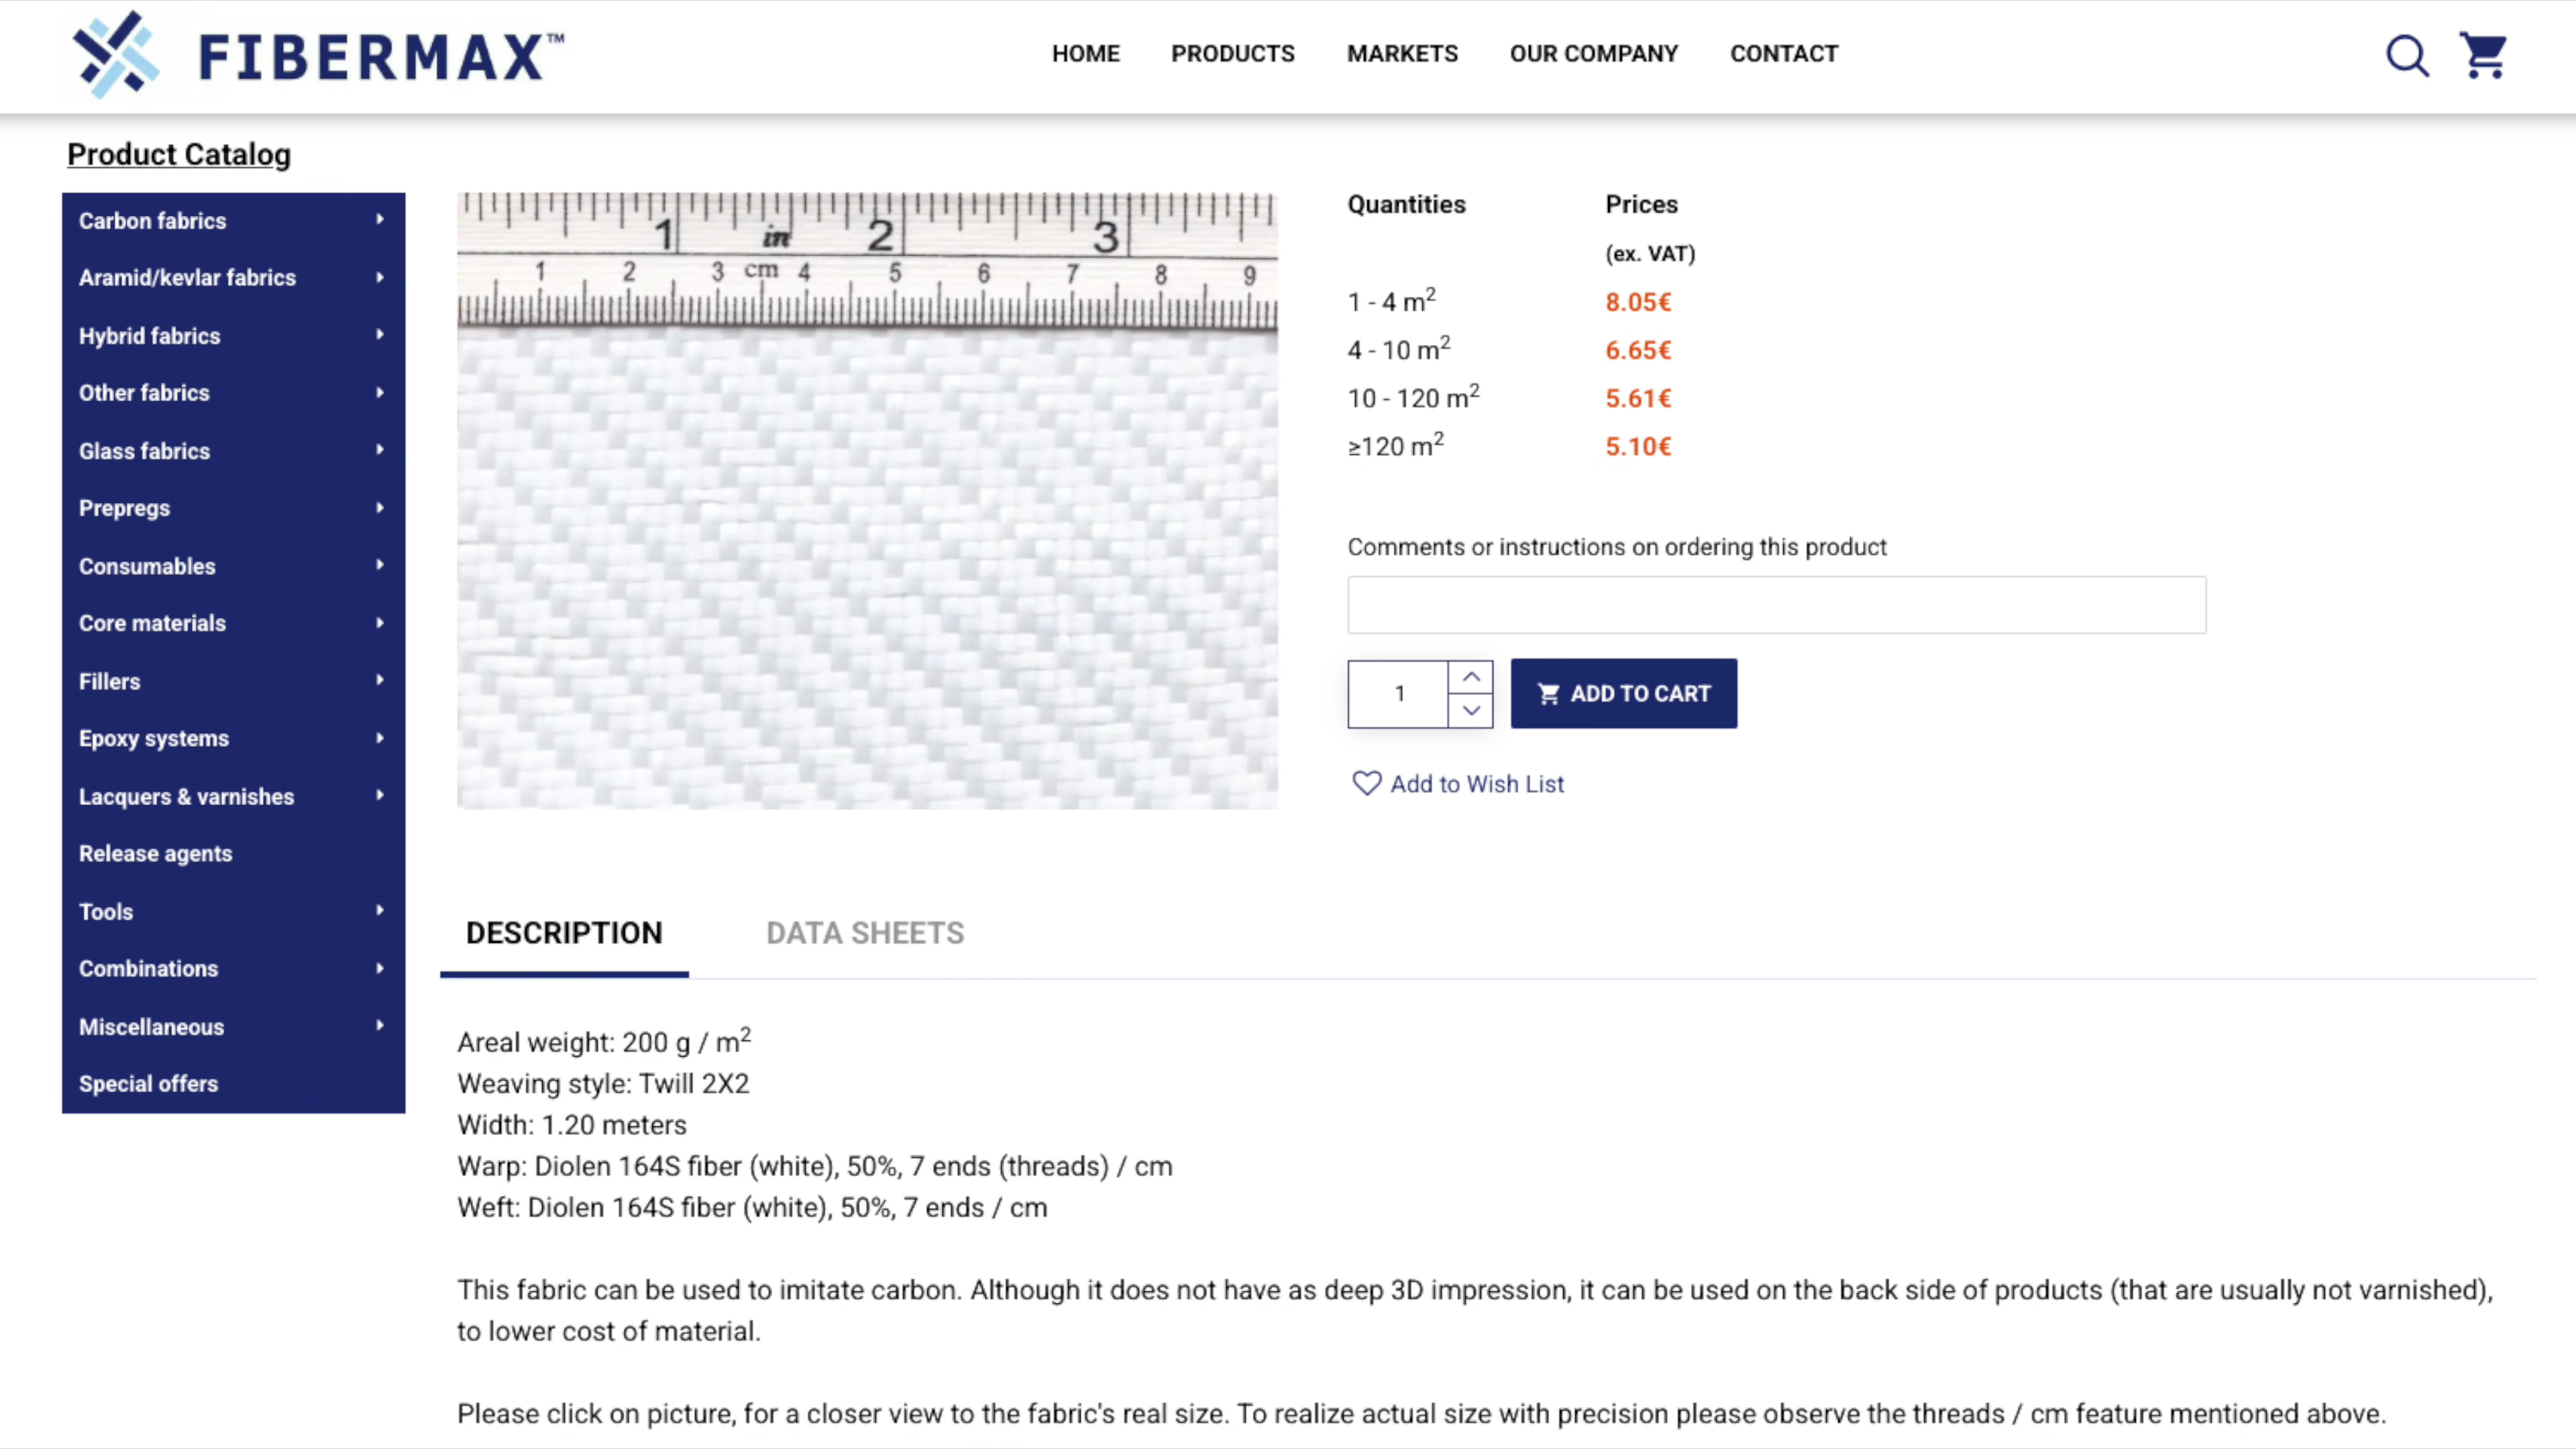 FIBERMAX™
HOME PRODUCTS MARKETS OUR COMPANY CONTACT
Product Catalog
Carbon fabrics
Aramid/kevlar fabrics
Hybrid fabrics
Other fabrics
Glass fabrics
Prepregs
Consumables
Core materials
Fillers
Epoxy systems
Lacquers & varnishes
Release agents
Tools
Combinations
Miscellaneous
Special offers
1 in 2 3
1 2 3 cm 4 5 6 7 8 9
Quantities Prices
(ex. VAT)
1 - 4 m² 8.05€
4 - 10 m² 6.65€
10 - 120 m² 5.61€
≥120 m² 5.10€
Comments or instructions on ordering this product
1 ADD TO CART
Add to Wish List
DESCRIPTION DATA SHEETS
Areal weight: 200 g / m²
Weaving style: Twill 2X2
Width: 1.20 meters
Warp: Diolen 164S fiber (white), 50%, 7 ends (threads) / cm
Weft: Diolen 164S fiber (white), 50%, 7 ends / cm
This fabric can be used to imitate carbon. Although it does not have as deep 3D impression, it can be used on the back side of products (that are usually not varnished),
to lower cost of material.
Please click on picture, for a closer view to the fabric's real size. To realize actual size with precision please observe the threads / cm feature mentioned above.